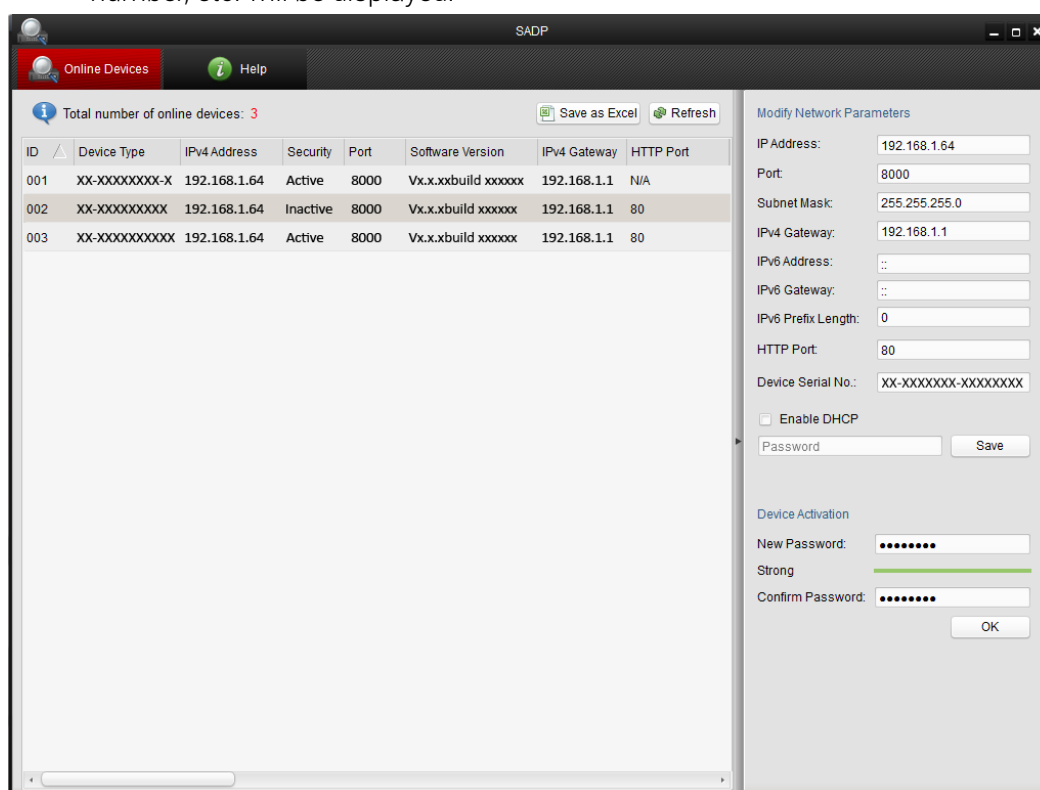 SADP
Online Devices
Help
Total number of online devices: 3
Save as Excel
Refresh
ID Device Type IPv4 Address Security Port Software Version IPv4 Gateway HTTP Port
001 XX-XXXXXXXX-X 192.168.1.64 Active 8000 Vx.x.xxbuild xxxxxx 192.168.1.1 N/A
002 XX-XXXXXXXXX 192.168.1.64 Inactive 8000 Vx.x.xbuild xxxxxx 192.168.1.1 80
003 XX-XXXXXXXXXX 192.168.1.64 Active 8000 Vx.x.xbuild xxxxxx 192.168.1.1 80
Modify Network Parameters
IP Address: 192.168.1.64
Port: 8000
Subnet Mask: 255.255.255.0
IPv4 Gateway: 192.168.1.1
IPv6 Address: ::
IPv6 Gateway: ::
IPv6 Prefix Length: 0
HTTP Port: 80
Device Serial No.: XX-XXXXXXX-XXXXXXXX
Enable DHCP
Password
Save
Device Activation
New Password: ●●●●●●●●
Strong
Confirm Password: ●●●●●●●●
OK